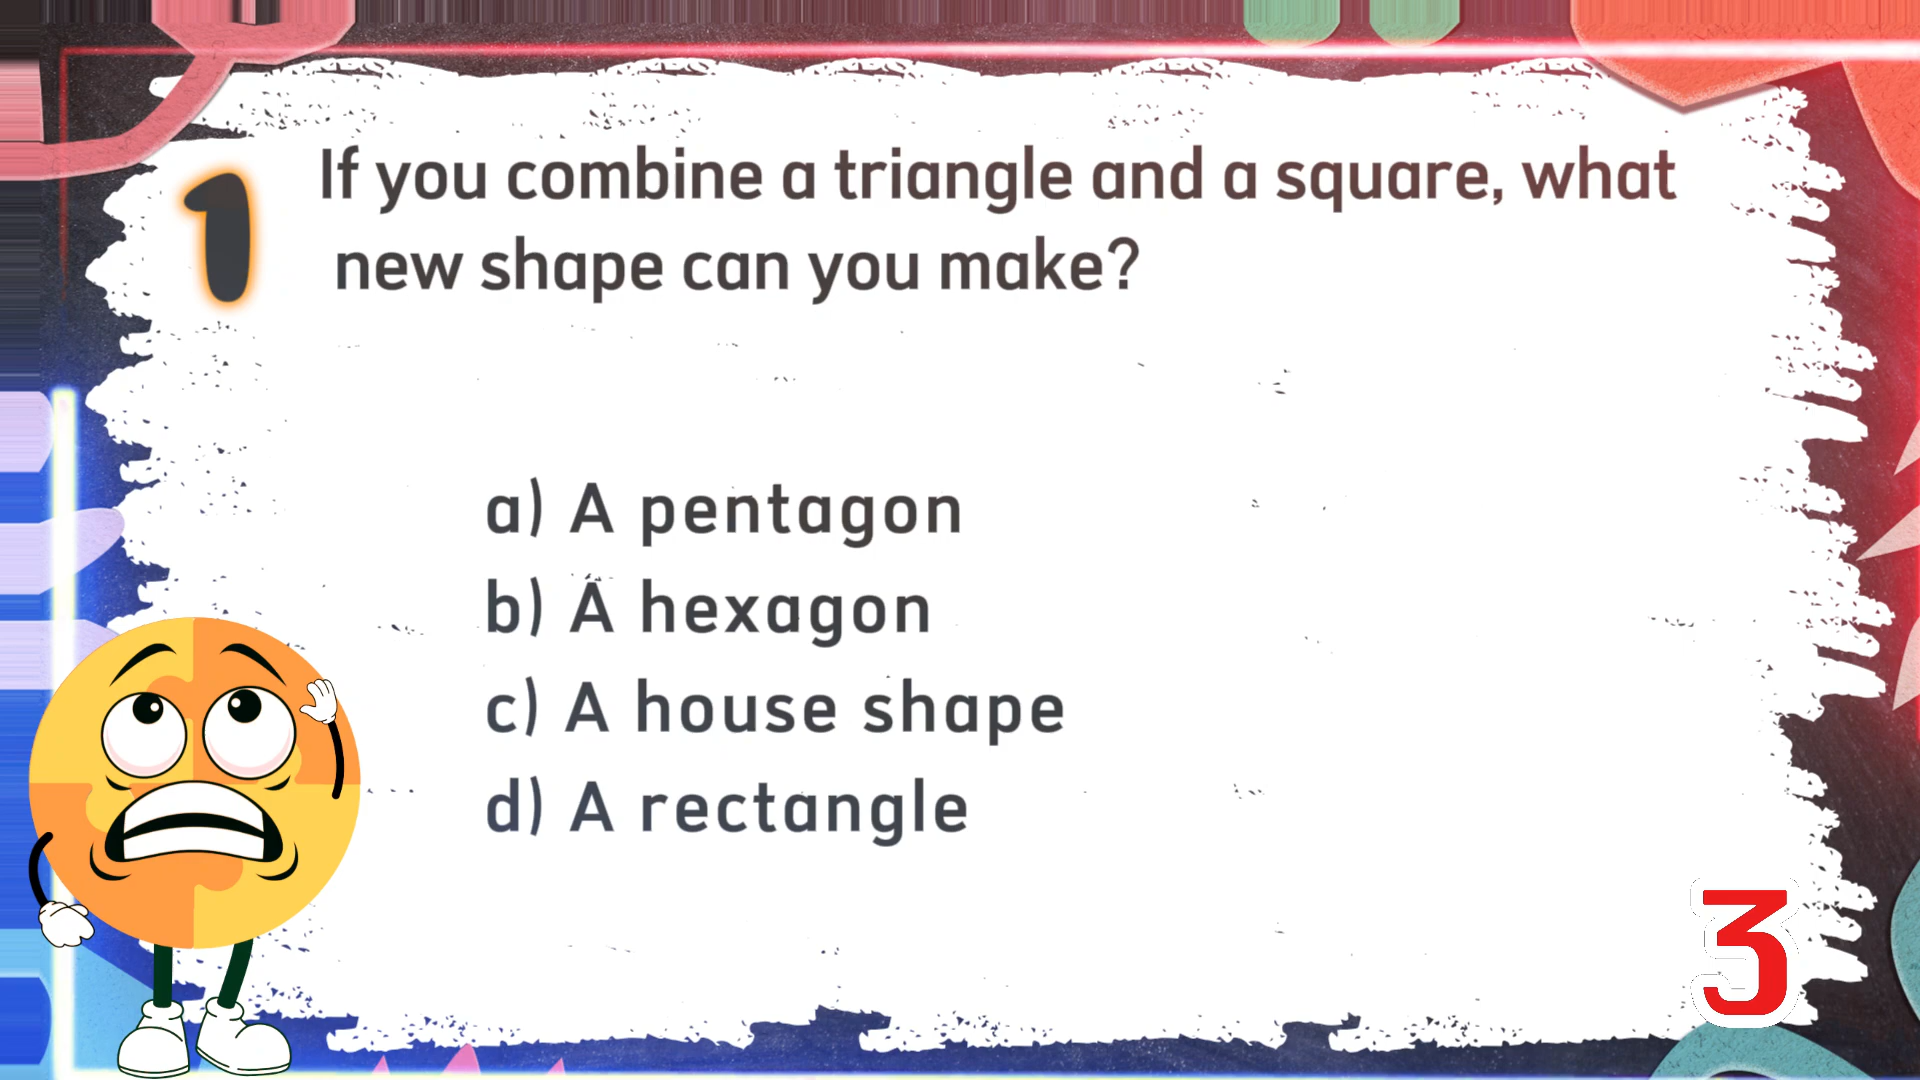 1
If you combine a triangle and a square, what
new shape can you make?
a) A pentagon
b) A hexagon
c) A house shape
d) A rectangle
3